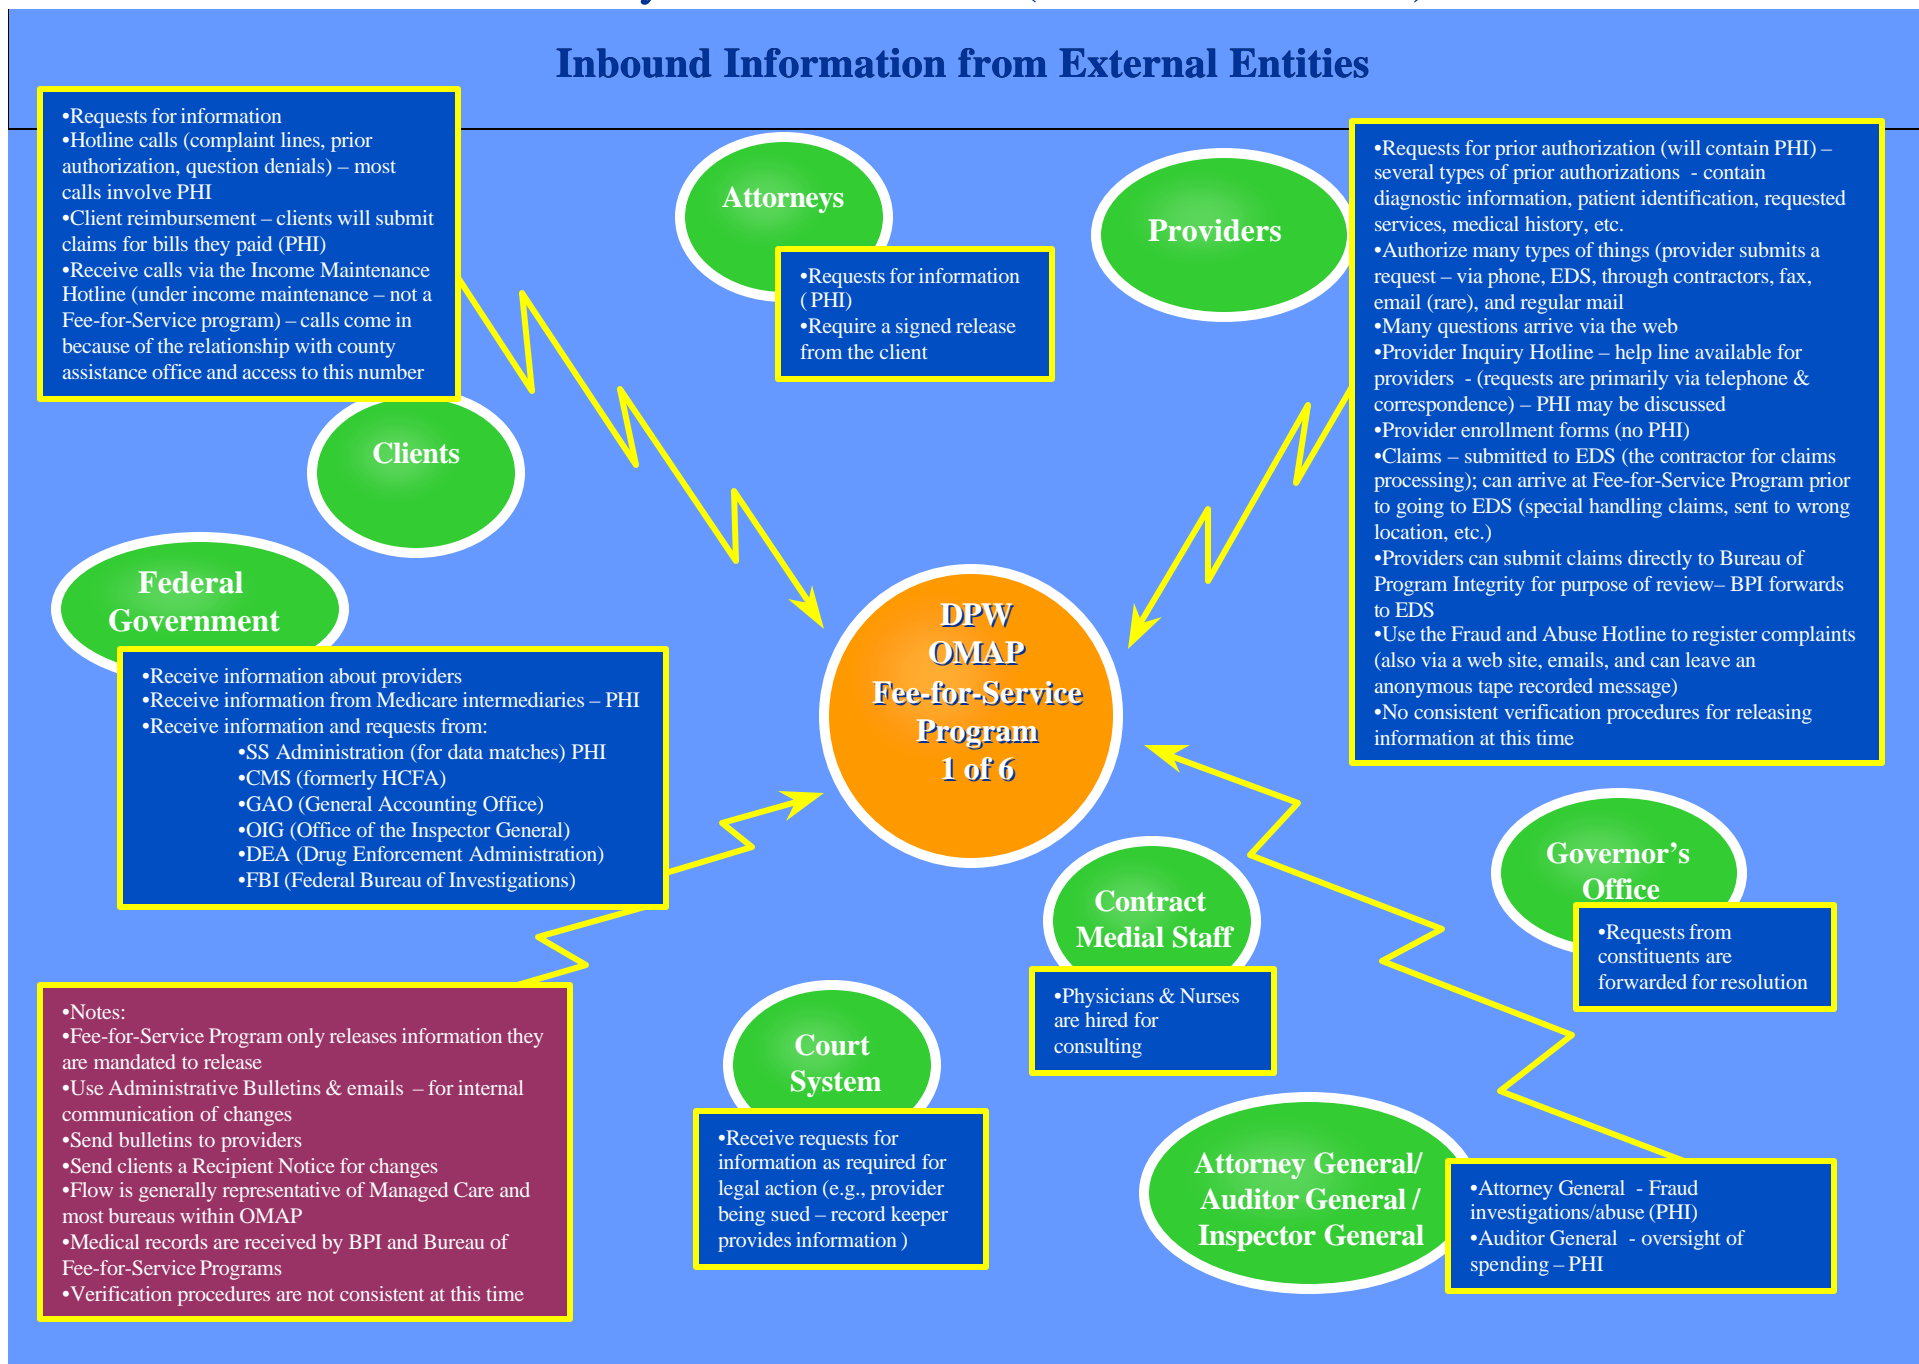 Inbound Information from External Entities
•Requests for information
•Hotline calls (complaint lines, prior
authorization, question denials) – most
calls involve PHI
•Client reimbursement – clients will submit
claims for bills they paid (PHI)
•Receive calls via the Income Maintenance
Hotline (under income maintenance – not a
Fee-for-Service program) – calls come in
because of the relationship with county
assistance office and access to this number
Clients
Attorneys
•Requests for information
(PHI)
•Require a signed release
from the client
Providers
•Requests for prior authorization (will contain PHI) –
several types of prior authorizations - contain
diagnostic information, patient identification, requested
services, medical history, etc.
•Authorize many types of things (provider submits a
request – via phone, EDS, through contractors, fax,
email (rare), and regular mail
•Many questions arrive via the web
•Provider Inquiry Hotline – help line available for
providers - (requests are primarily via telephone &
correspondence) – PHI may be discussed
•Provider enrollment forms (no PHI)
•Claims – submitted to EDS (the contractor for claims
processing); can arrive at Fee-for-Service Program prior
to going to EDS (special handling claims, sent to wrong
location, etc.)
•Providers can submit claims directly to Bureau of
Program Integrity for purpose of review– BPI forwards
to EDS
•Use the Fraud and Abuse Hotline to register complaints
(also via a web site, emails, and can leave an
anonymous tape recorded message)
•No consistent verification procedures for releasing
information at this time
Federal
Government
•Receive information about providers
•Receive information from Medicare intermediaries – PHI
•Receive information and requests from:
•SS Administration (for data matches) PHI
•CMS (formerly HCFA)
•GAO (General Accounting Office)
•OIG (Office of the Inspector General)
•DEA (Drug Enforcement Administration)
•FBI (Federal Bureau of Investigations)
DPW
OMAP
Fee-for-Service
Program
1 of 6
Governor's
Office
•Requests from
constituents are
forwarded for resolution
Contract
Medial Staff
•Physicians & Nurses
are hired for
consulting
Court
System
•Receive requests for
information as required for
legal action (e.g., provider
being sued – record keeper
provides information )
Attorney General/
Auditor General /
Inspector General
•Attorney General - Fraud
investigations/abuse (PHI)
•Auditor General - oversight of
spending – PHI
•Notes:
•Fee-for-Service Program only releases information they
are mandated to release
•Use Administrative Bulletins & emails – for internal
communication of changes
•Send bulletins to providers
•Send clients a Recipient Notice for changes
•Flow is generally representative of Managed Care and
most bureaus within OMAP
•Medical records are received by BPI and Bureau of
Fee-for-Service Programs
•Verification procedures are not consistent at this time